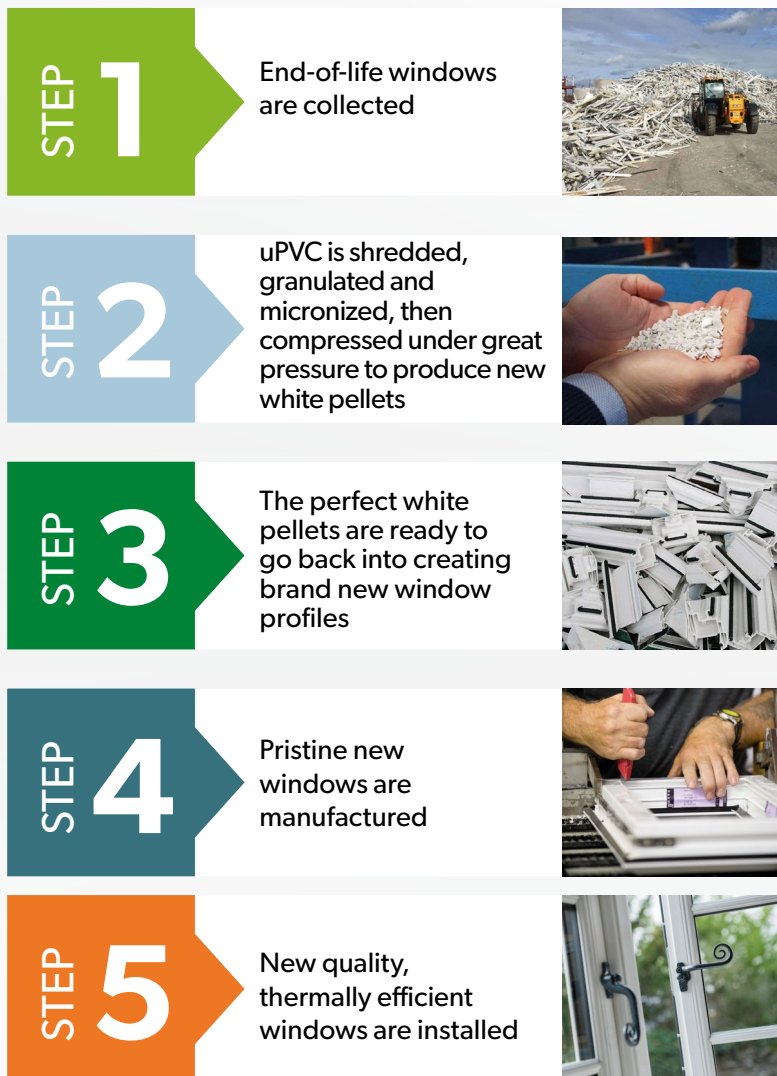 STEP 1
End-of-life windows
are collected
STEP 2
uPVC is shredded,
granulated and
micronized, then
compressed under great
pressure to produce new
white pellets
STEP 3
The perfect white
pellets are ready to
go back into creating
brand new window
profiles
STEP 4
Pristine new
windows are
manufactured
STEP 5
New quality,
thermally efficient
windows are installed